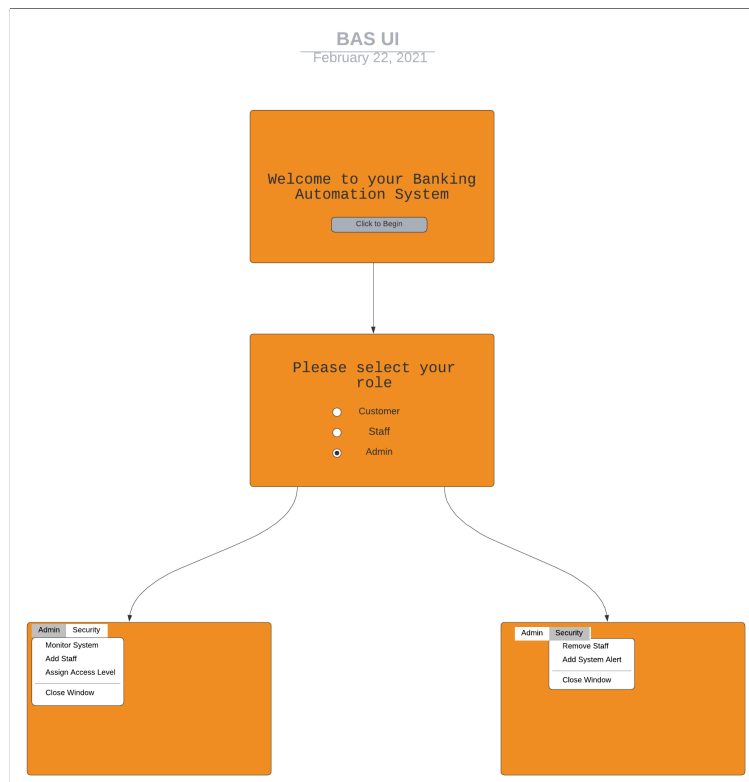 BAS UI
February 22, 2021
Welcome to your Banking
Automation System
Click to Begin
Please select your
role
Customer
Staff
Admin
Admin Security
Monitor System
Add Staff
Assign Access Level
Close Window
Admin Security
Remove Staff
Add System Alert
Close Window